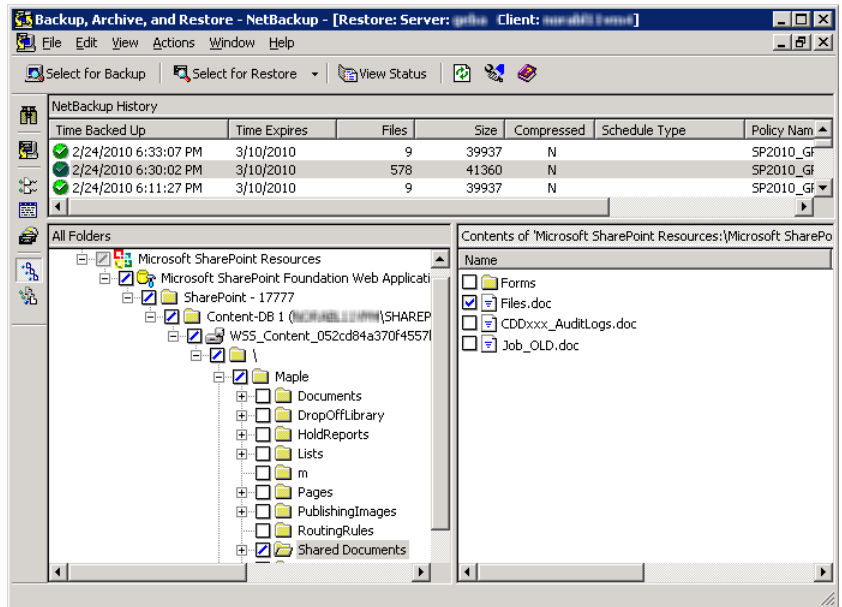 Backup, Archive, and Restore - NetBackup - [Restore: Server: Client: ]
File Edit View Actions Window Help
Select for Backup Select for Restore View Status
NetBackup History
Time Backed Up Time Expires Files Size Compressed Schedule Type Policy Nam
2/24/2010 6:33:07 PM 3/10/2010 9 39937 N SP2010_GF
2/24/2010 6:30:02 PM 3/10/2010 578 41360 N SP2010_GF
2/24/2010 6:11:27 PM 3/10/2010 9 39937 N SP2010_GF
All Folders
Microsoft SharePoint Resources
Microsoft SharePoint Foundation Web Applicati
SharePoint - 17777
Content-DB 1 ( \SHAREP
WSS_Content_052cd84a370f4557
\
Maple
Documents
DropOffLibrary
HoldReports
Lists
m
Pages
PublishingImages
RoutingRules
Shared Documents
Contents of 'Microsoft SharePoint Resources:\Microsoft SharePo
Name
Forms
Files.doc
CDDxxx_AuditLogs.doc
Job_OLD.doc